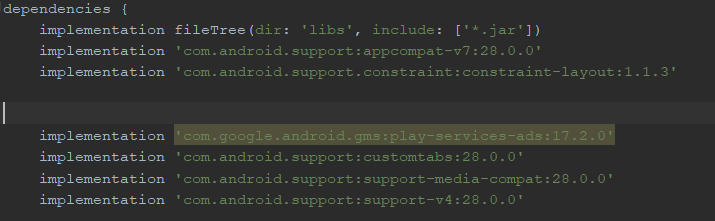 dependencies {
implementation fileTree(dir: 'libs', include: ['*.jar'])
implementation 'com.android.support:appcompat-v7:28.0.0'
implementation 'com.android.support.constraint:constraint-layout:1.1.3'
implementation 'com.google.android.gms:play-services-ads:17.2.0'
implementation 'com.android.support:customtabs:28.0.0'
implementation 'com.android.support:support-media-compat:28.0.0'
implementation 'com.android.support:support-v4:28.0.0'